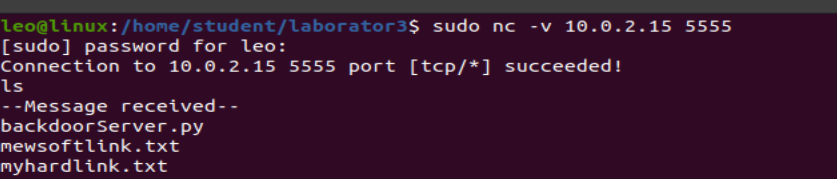 leo@linux:/home/student/laborator3$ sudo nc -v 10.0.2.15 5555
[sudo] password for leo:
Connection to 10.0.2.15 5555 port [tcp/*] succeeded!
ls
--Message received--
backdoorServer.py
mewsoftlink.txt
myhardlink.txt